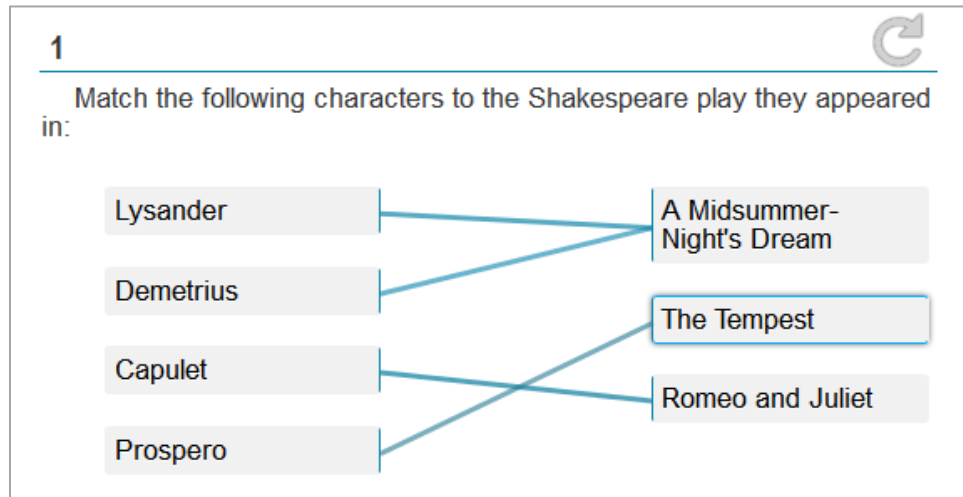 1
Match the following characters to the Shakespeare play they appeared
in:
Lysander
Demetrius
Capulet
Prospero
A Midsummer-
Night's Dream
The Tempest
Romeo and Juliet